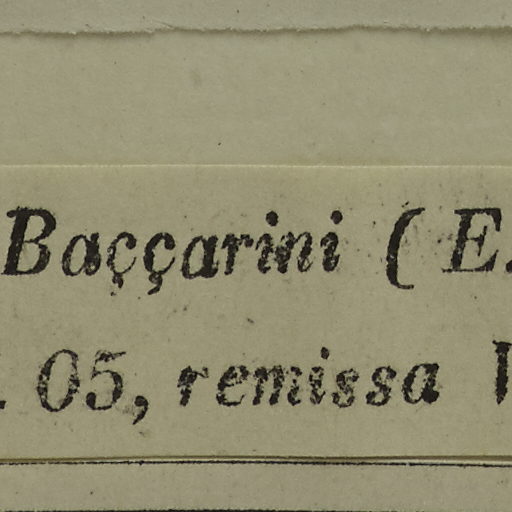 Baççarini ( E.
. 05, remissa